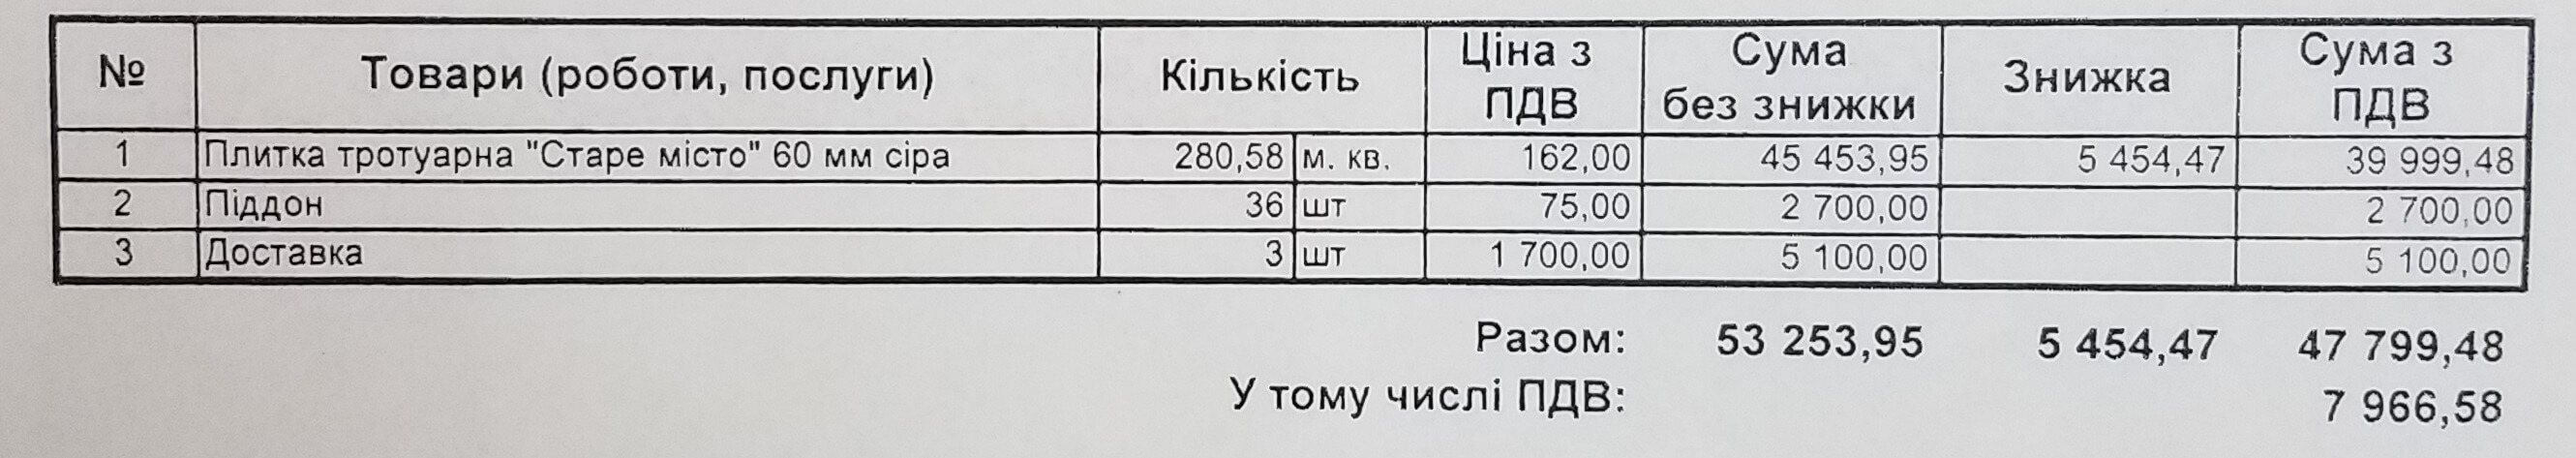 № Товари (роботи, послуги) Кількість Ціна з ПДВ Сума без знижки Знижка Сума з ПДВ
1 Плитка тротуарна "Старе місто" 60 мм сіра 280,58 м. кв. 162,00 45 453,95 5 454,47 39 999,48
2 Піддон 36 шт 75,00 2 700,00 2 700,00
3 Доставка 3 шт 1 700,00 5 100,00 5 100,00
Разом: 53 253,95 5 454,47 47 799,48
У тому числі ПДВ: 7 966,58